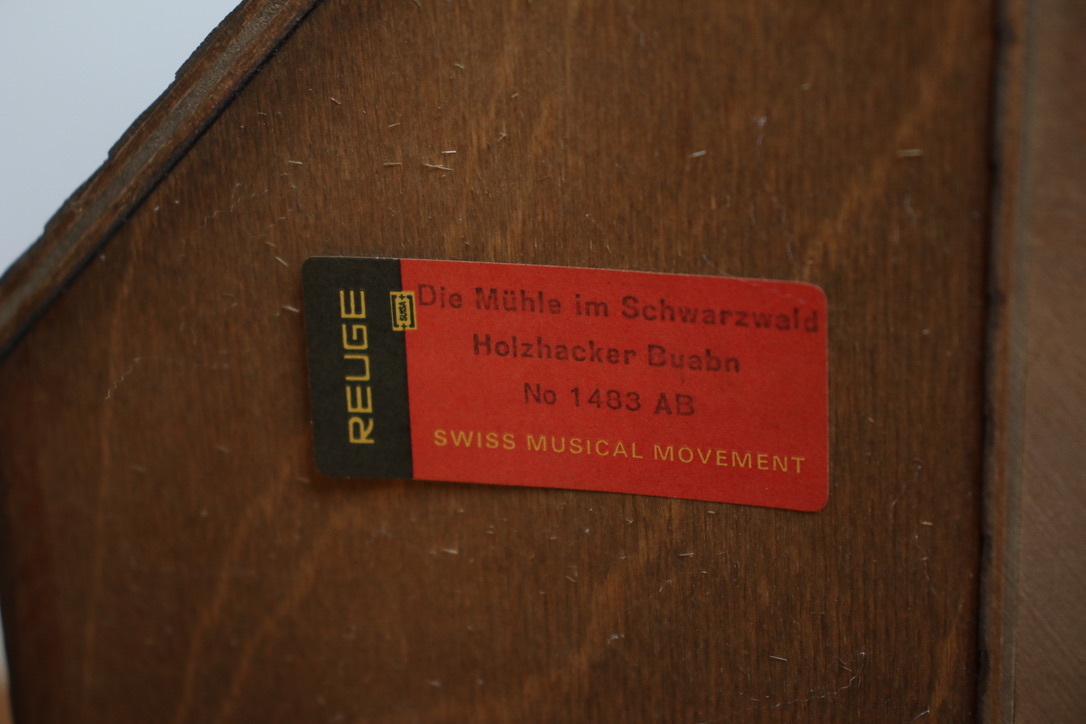 REUGE
Die Mühle im Schwarzwald
Holzhacker Buabn
No 1483 AB
SWISS MUSICAL MOVEMENT